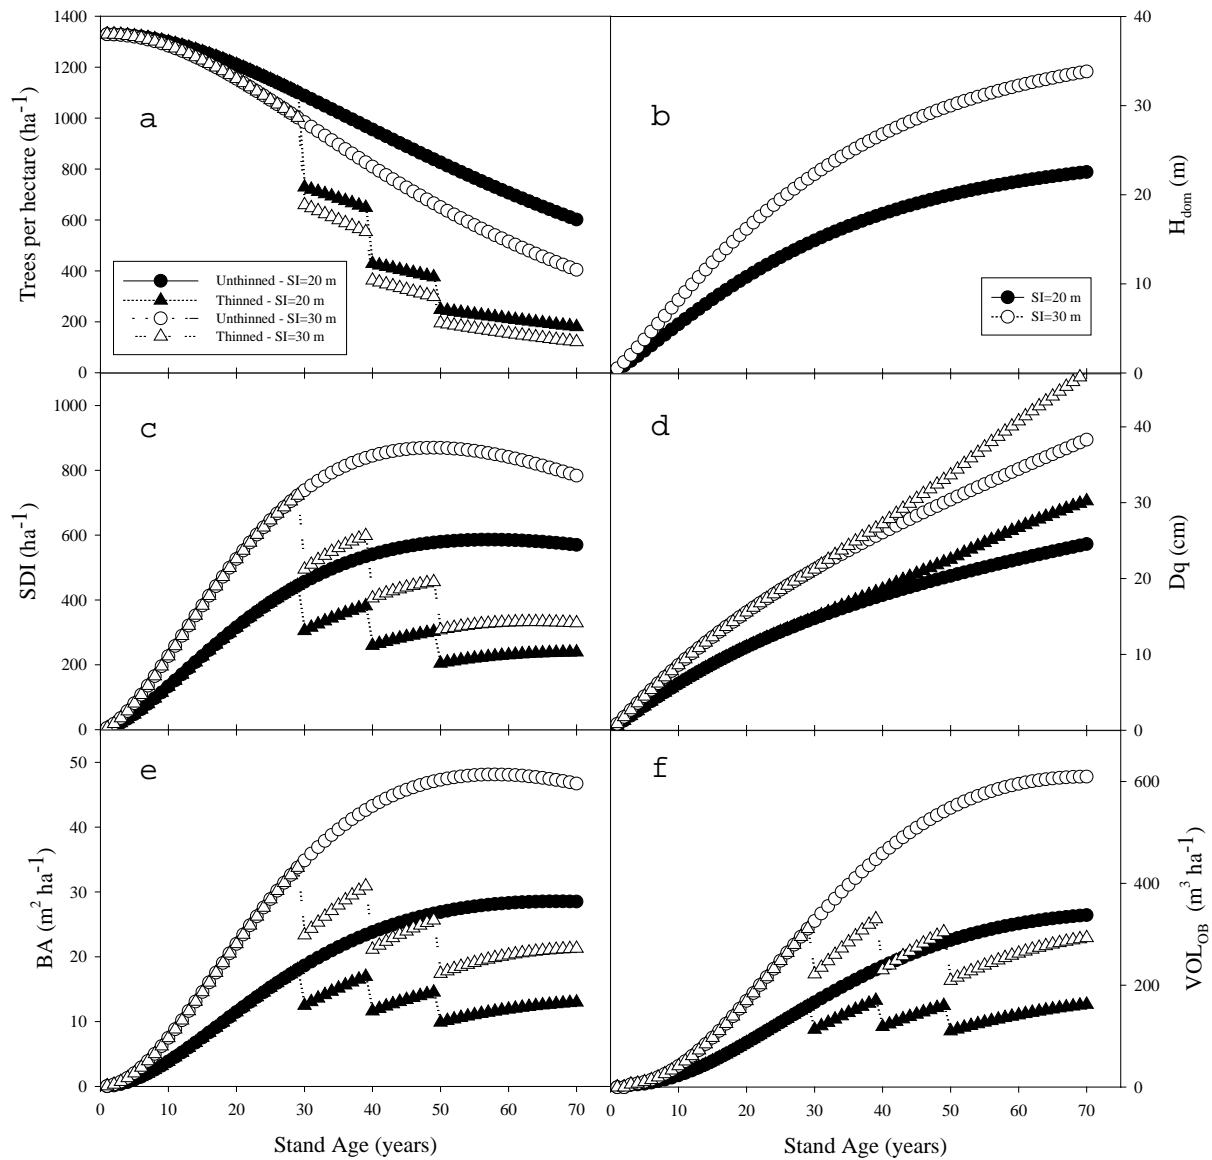 1400
1200
1000
800
600
400
200
0
Trees per hectare (ha⁻¹)
a
Unthinned - SI=20 m
Thinned - SI=20 m
Unthinned - SI=30 m
Thinned - SI=30 m
b
SI=20 m
SI=30 m
40
30
20
10
0
H_dom (m)
1000
800
600
400
200
0
SDI (ha⁻¹)
c
d
40
30
20
10
0
Dq (cm)
50
40
30
20
10
0
BA (m² ha⁻¹)
e
0 10 20 30 40 50 60 70
Stand Age (years)
f
600
400
200
0
VOL_OB (m³ ha⁻¹)
0 10 20 30 40 50 60 70
Stand Age (years)